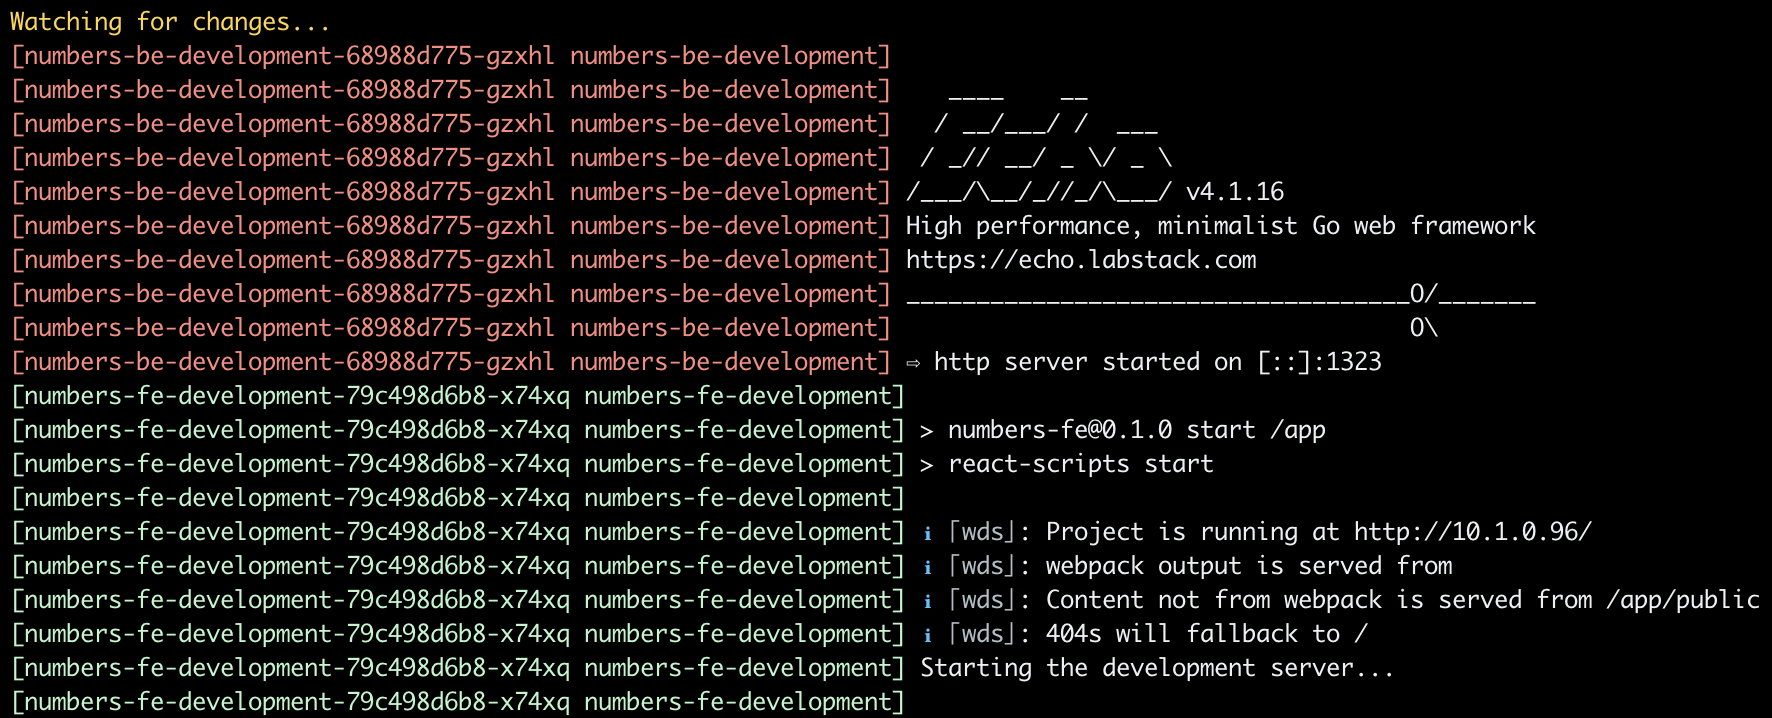 Watching for changes...
[numbers-be-development-68988d775-gzxhl numbers-be-development]
[numbers-be-development-68988d775-gzxhl numbers-be-development]    ____    __
[numbers-be-development-68988d775-gzxhl numbers-be-development]   / __/___/ /  ___
[numbers-be-development-68988d775-gzxhl numbers-be-development]  / _// __/ _ \/ _ \
[numbers-be-development-68988d775-gzxhl numbers-be-development] /___/\__/_//_/\___/ v4.1.16
[numbers-be-development-68988d775-gzxhl numbers-be-development] High performance, minimalist Go web framework
[numbers-be-development-68988d775-gzxhl numbers-be-development] https://echo.labstack.com
[numbers-be-development-68988d775-gzxhl numbers-be-development] ____________________________________O/_______
[numbers-be-development-68988d775-gzxhl numbers-be-development]                                     O\
[numbers-be-development-68988d775-gzxhl numbers-be-development] ⇨ http server started on [::]:1323
[numbers-fe-development-79c498d6b8-x74xq numbers-fe-development]
[numbers-fe-development-79c498d6b8-x74xq numbers-fe-development] > numbers-fe@0.1.0 start /app
[numbers-fe-development-79c498d6b8-x74xq numbers-fe-development] > react-scripts start
[numbers-fe-development-79c498d6b8-x74xq numbers-fe-development]
[numbers-fe-development-79c498d6b8-x74xq numbers-fe-development] ℹ ｢wds｣: Project is running at http://10.1.0.96/
[numbers-fe-development-79c498d6b8-x74xq numbers-fe-development] ℹ ｢wds｣: webpack output is served from
[numbers-fe-development-79c498d6b8-x74xq numbers-fe-development] ℹ ｢wds｣: Content not from webpack is served from /app/public
[numbers-fe-development-79c498d6b8-x74xq numbers-fe-development] ℹ ｢wds｣: 404s will fallback to /
[numbers-fe-development-79c498d6b8-x74xq numbers-fe-development] Starting the development server...
[numbers-fe-development-79c498d6b8-x74xq numbers-fe-development]